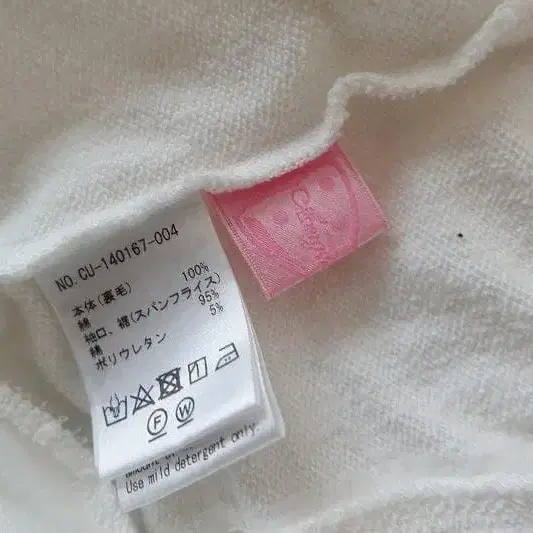 NO.CU-140167-004
本体(裏毛)
綿 100%
袖口、裾(スパンフライス)
綿 95%
ポリウレタン 5%
F W
Use mild detergent only.